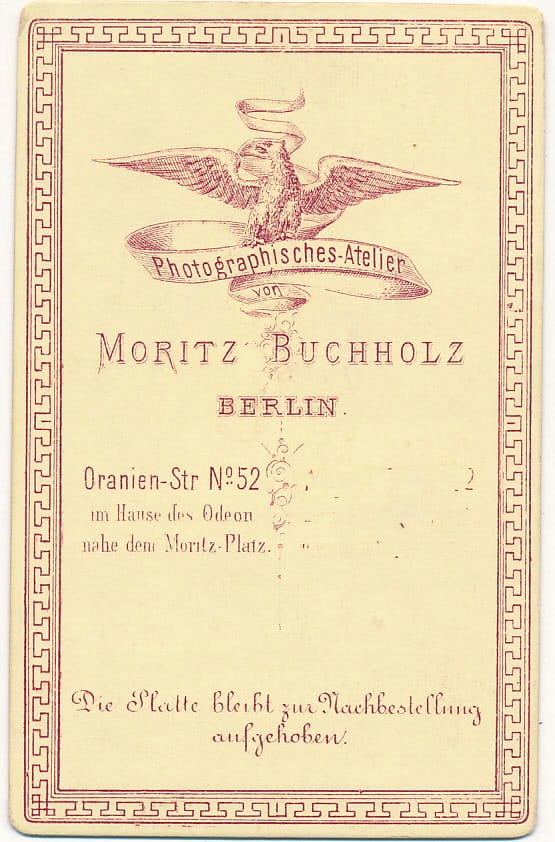 Photographisches-Atelier
von
MORITZ BUCHHOLZ
BERLIN.
Oranien-Str Nº 52
im Hause des Odeon
nahe dem Moritz-Platz.
2
Die Platte bleibt zur Nachbestellung
aufgehoben.